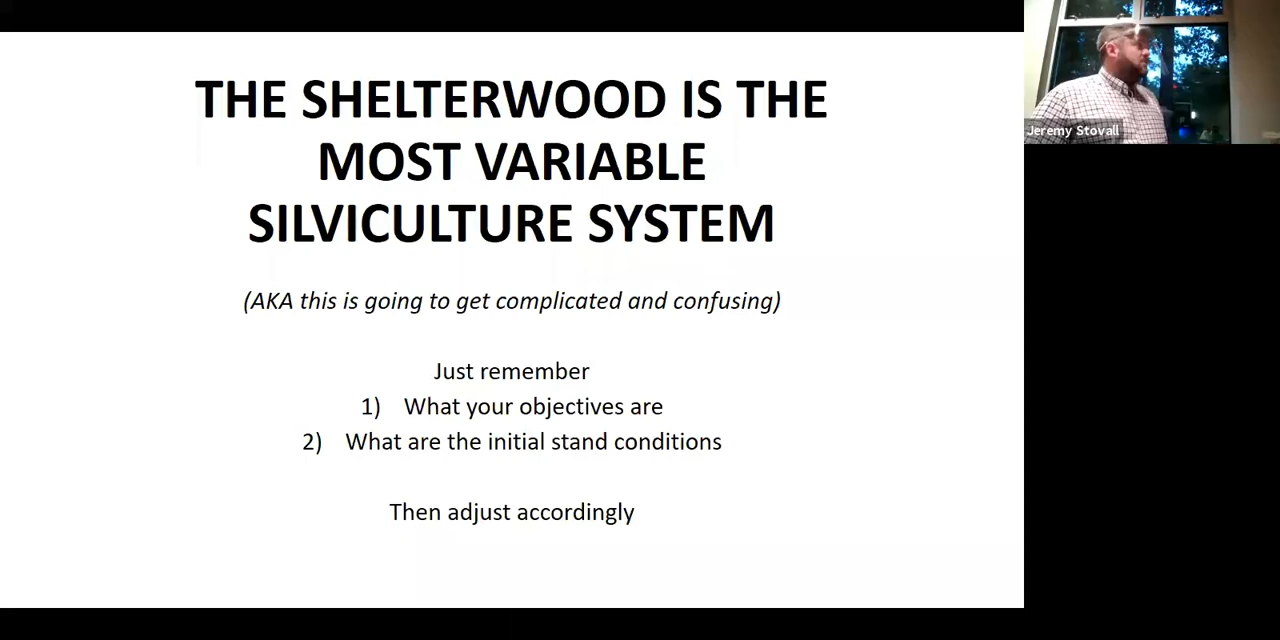 THE SHELTERWOOD IS THE
MOST VARIABLE
SILVICULTURE SYSTEM
(AKA this is going to get complicated and confusing)
Just remember
1) What your objectives are
2) What are the initial stand conditions
Then adjust accordingly
Jeremy Stovall